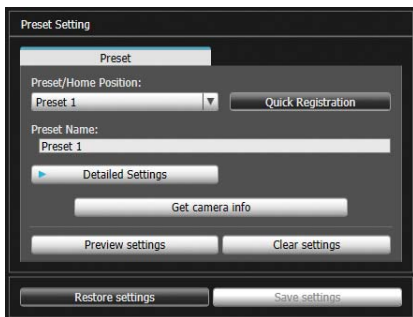 Preset Setting
Preset
Preset/Home Position:
Preset 1
Quick Registration
Preset Name:
Preset 1
Detailed Settings
Get camera info
Preview settings
Clear settings
Restore settings
Save settings